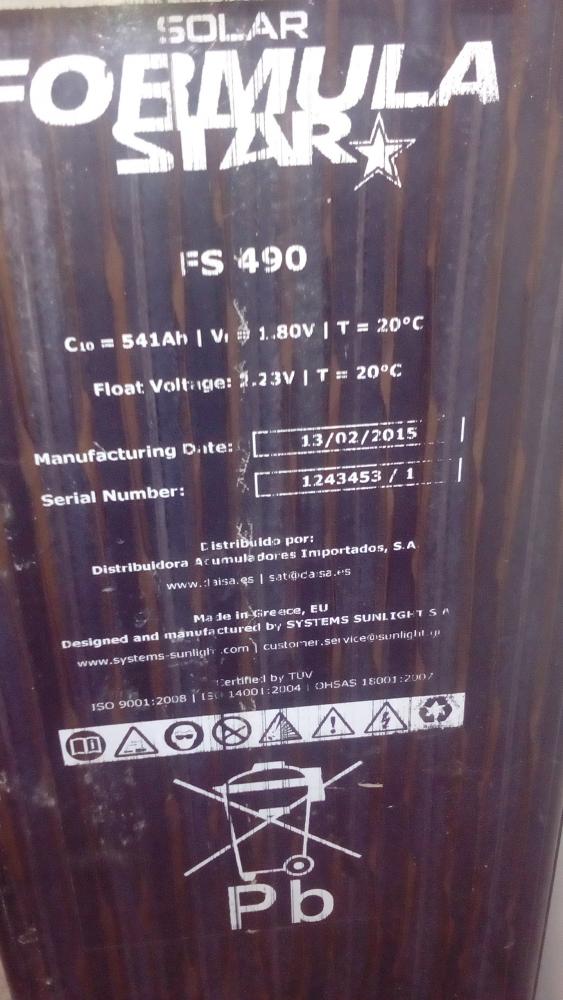 SOLAR
FORMULA
STAR
FS 490
C₁₀ = 541Ah | Vf @ 1.80V | T = 20°C
Float Voltage: 2.23V | T = 20°C
Manufacturing Date: 13/02/2015
Serial Number: 1243453 / 1
Distribuido por:
Distribuidora Acumuladores Importados, S.A.
www.daisa.es | sat@daisa.es
Made in Greece, EU
Designed and manufactured by SYSTEMS SUNLIGHT S.A.
www.systems-sunlight.com | customer.service@sunlight.gr
Certified by TUV
ISO 9001:2008 | ISO 14001:2004 | OHSAS 18001:2007
Pb